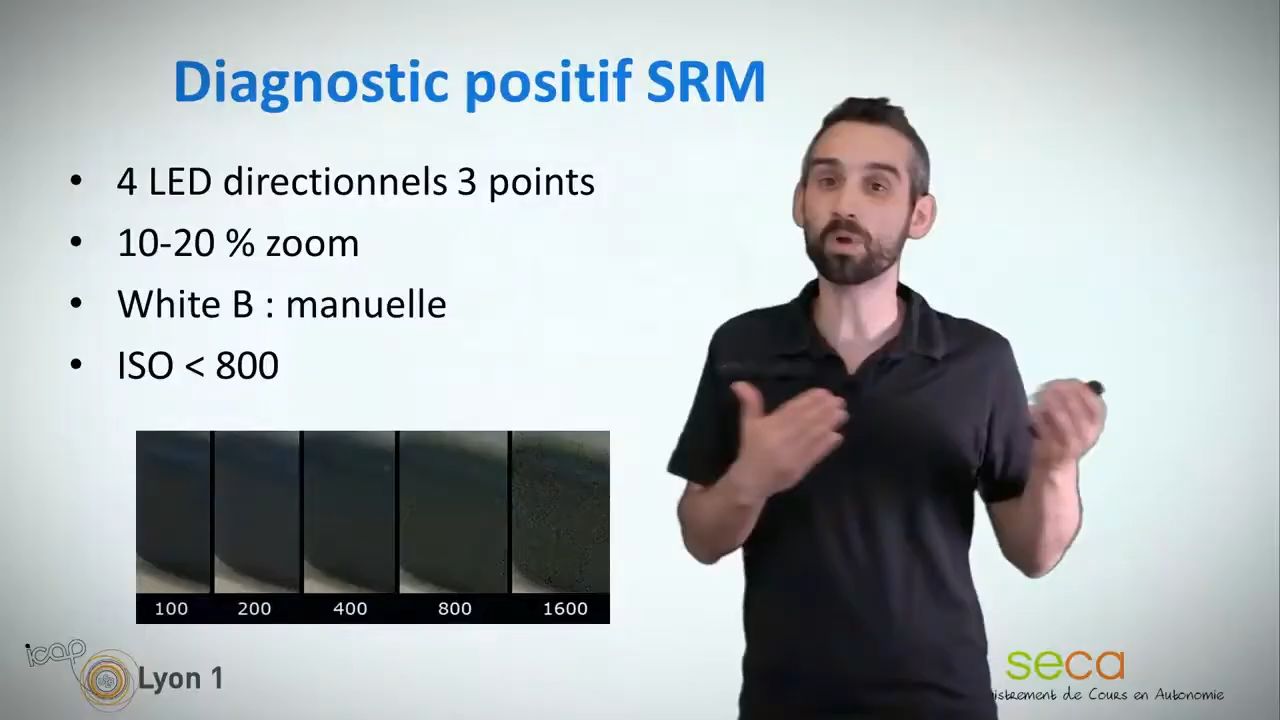 Diagnostic positif SRM
• 4 LED directionnels 3 points
• 10-20 % zoom
• White B : manuelle
• ISO < 800
100 200 400 800 1600
icap
Lyon 1
seca
istrement de Cours en Autonomie